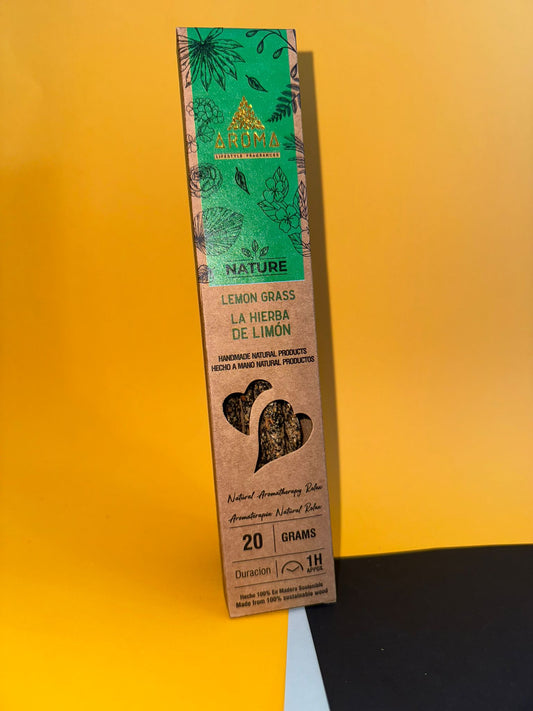 AROMA
LIFESTYLE FRAGRANCES
NATURE
LEMON GRASS
LA HIERBA
DE LIMÓN
HANDMADE NATURAL PRODUCTS
HECHO A MANO NATURAL PRODUCTOS
Natural Aromatherapy Relax
Aromaterapia Natural Relax
20 GRAMS
Duracion 1H
APPOX
Hecho 100% En Madera Sostenible
Made from 100% sustainable wood